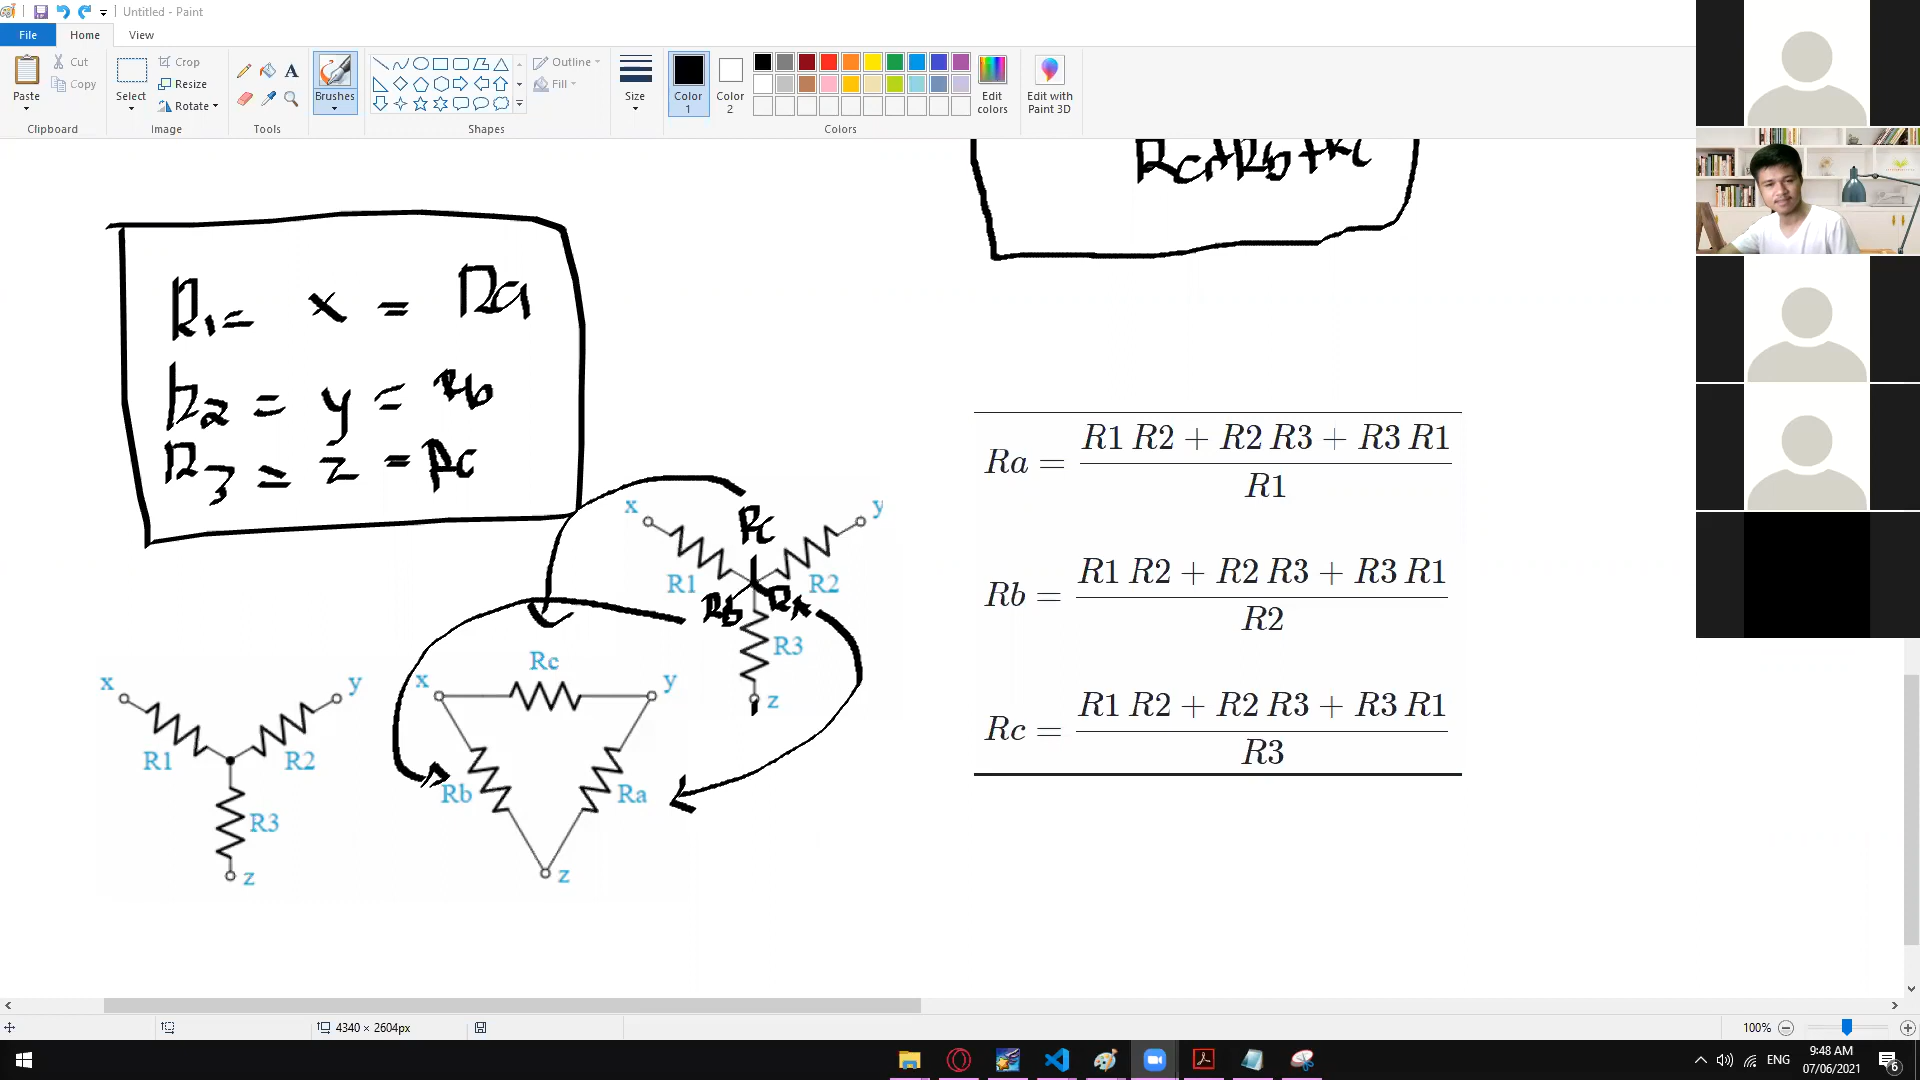 Untitled - Paint
File Home View
Paste
Cut
Copy
Clipboard
Select
Crop
Resize
Rotate
Image
A
Tools
Brushes
Outline
Fill
Shapes
Size
Color 1
Color 2
Edit colors
Colors
Edit with Paint 3D
R1 = x = Ra
R2 = y = Rb
R3 = z = Rc
x
y
Rc
R1
R2
Rb
Ra
R3
z
x
y
R1
R2
R3
z
Rc
x
y
Rb
Ra
z
Ra = R1 R2 + R2 R3 + R3 R1
R1
Rb = R1 R2 + R2 R3 + R3 R1
R2
Rc = R1 R2 + R2 R3 + R3 R1
R3
4340 × 2604px
100%
ENG
9:48 AM
07/06/2021
6